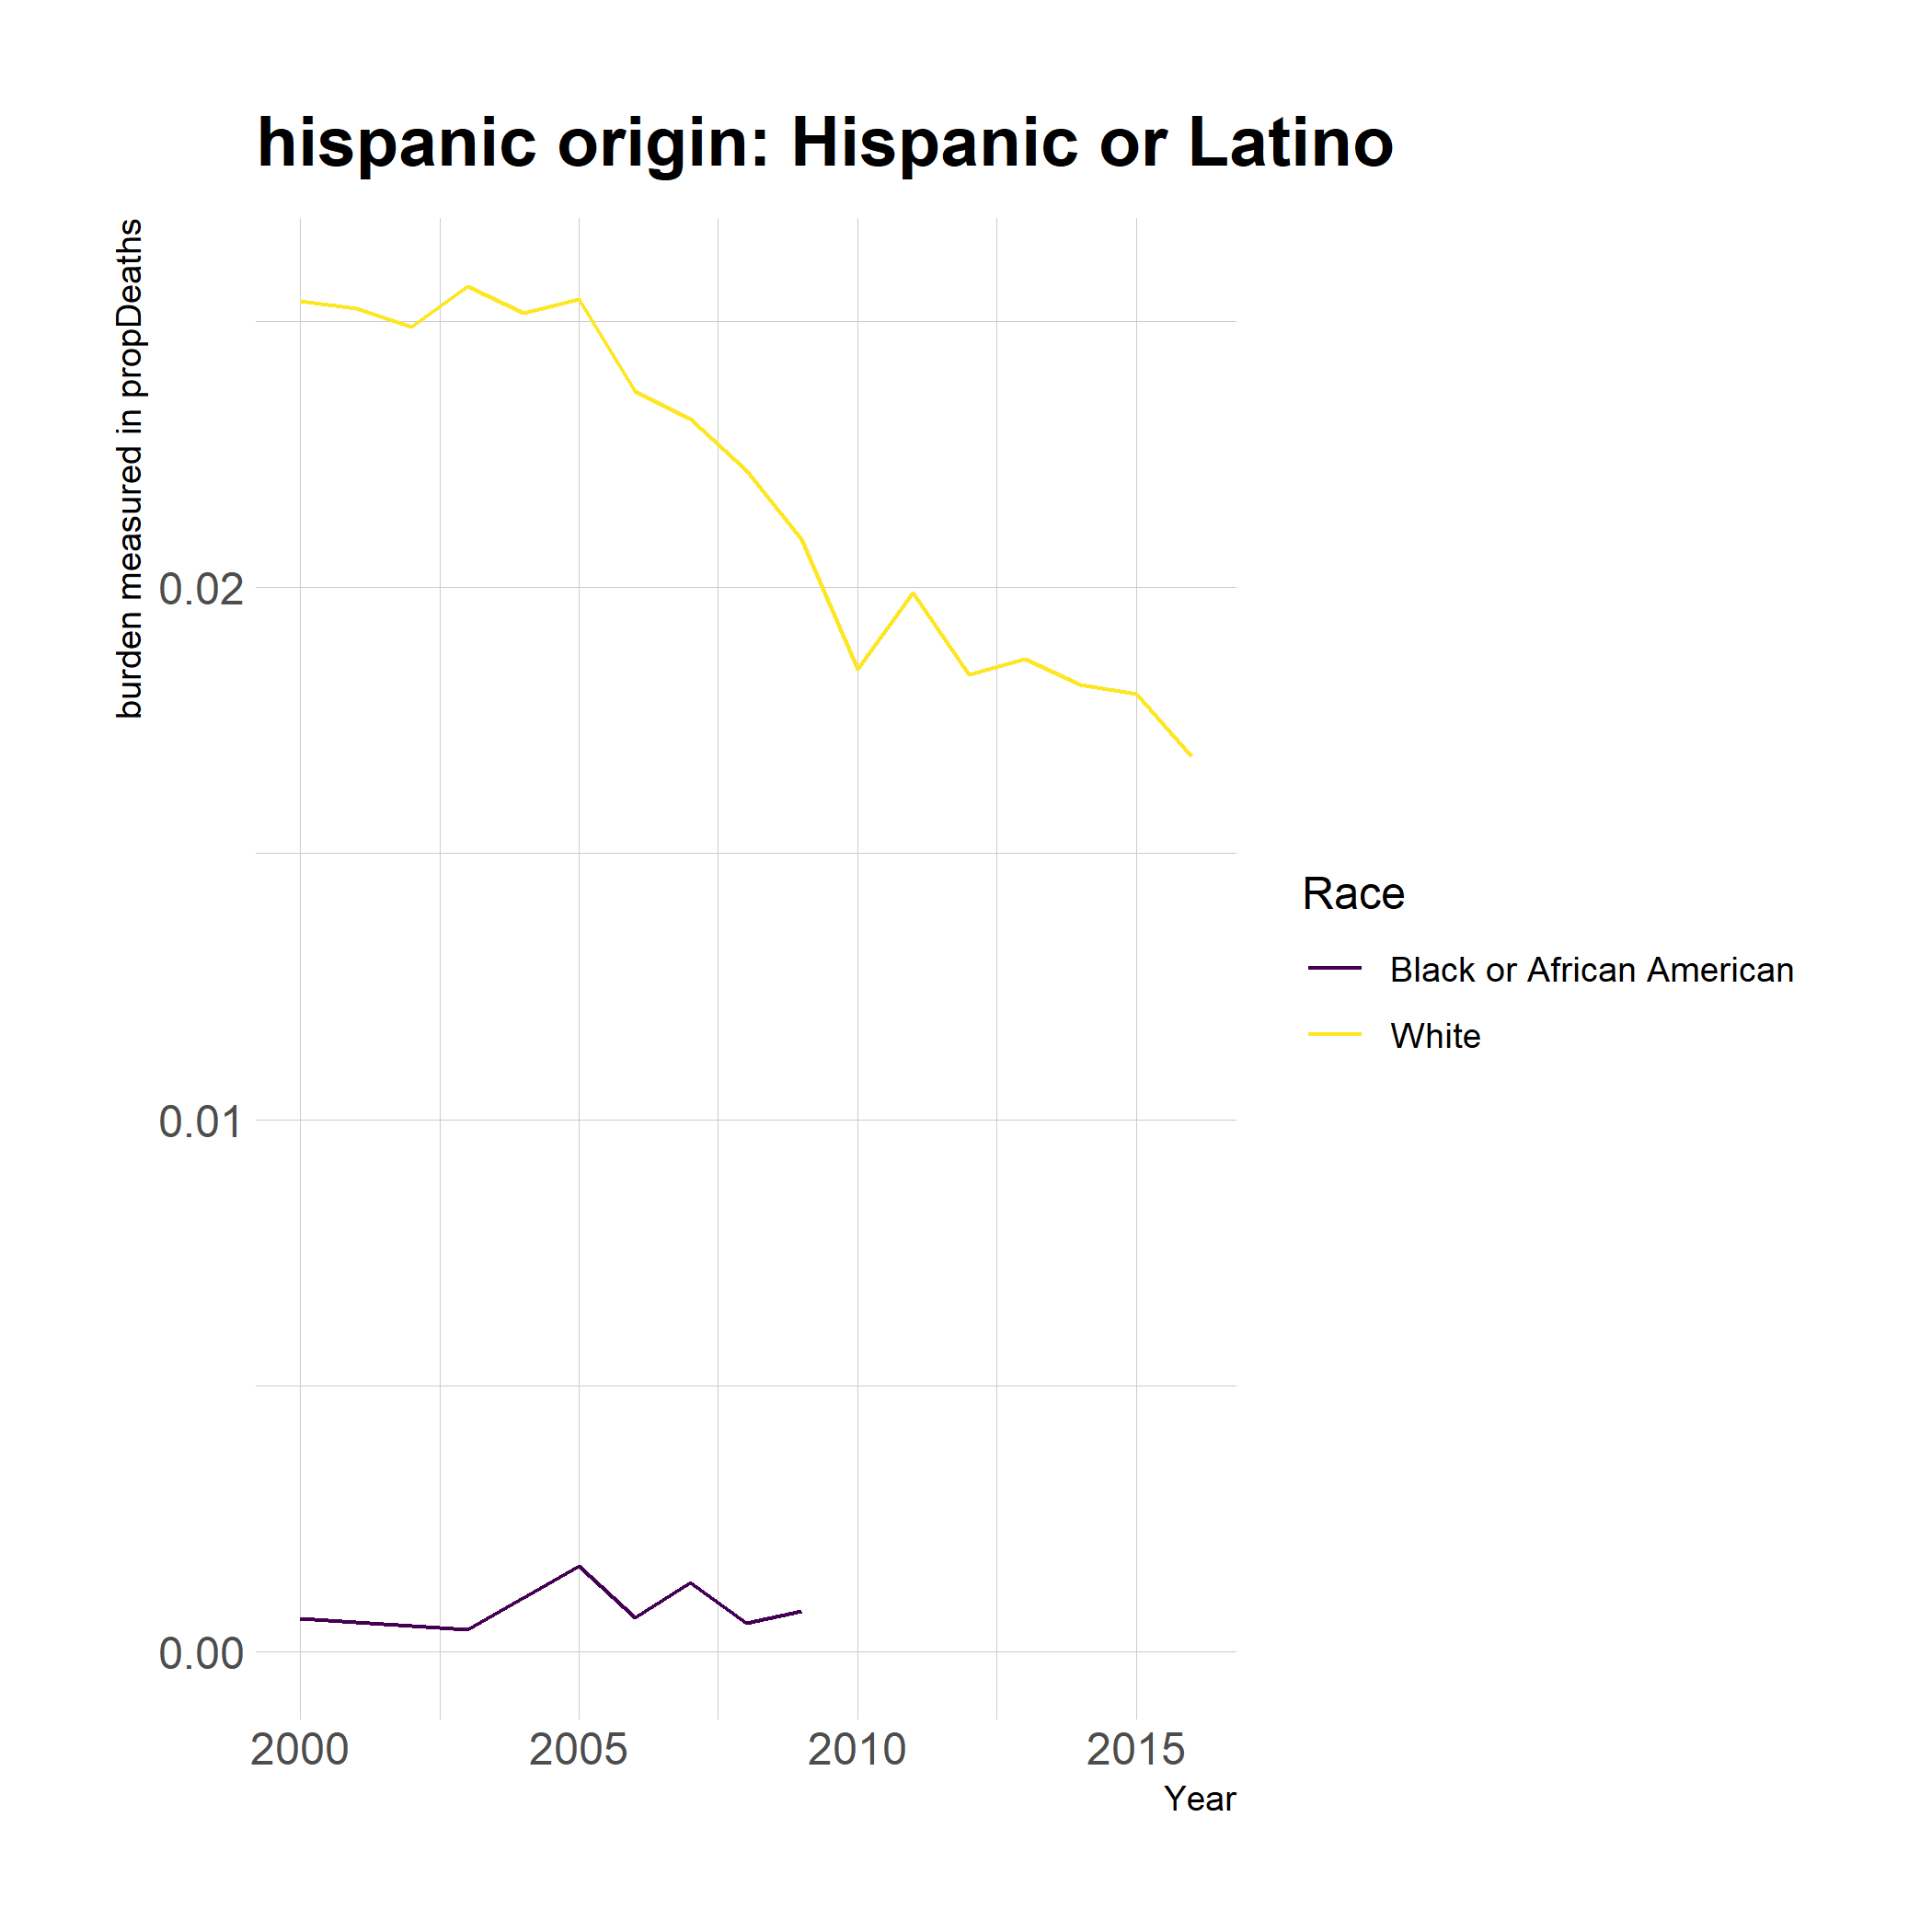 hispanic origin: Hispanic or Latino
burden measured in propDeaths
0.02
0.01
0.00
2000 2005 2010 2015
Year
Race
Black or African American
White